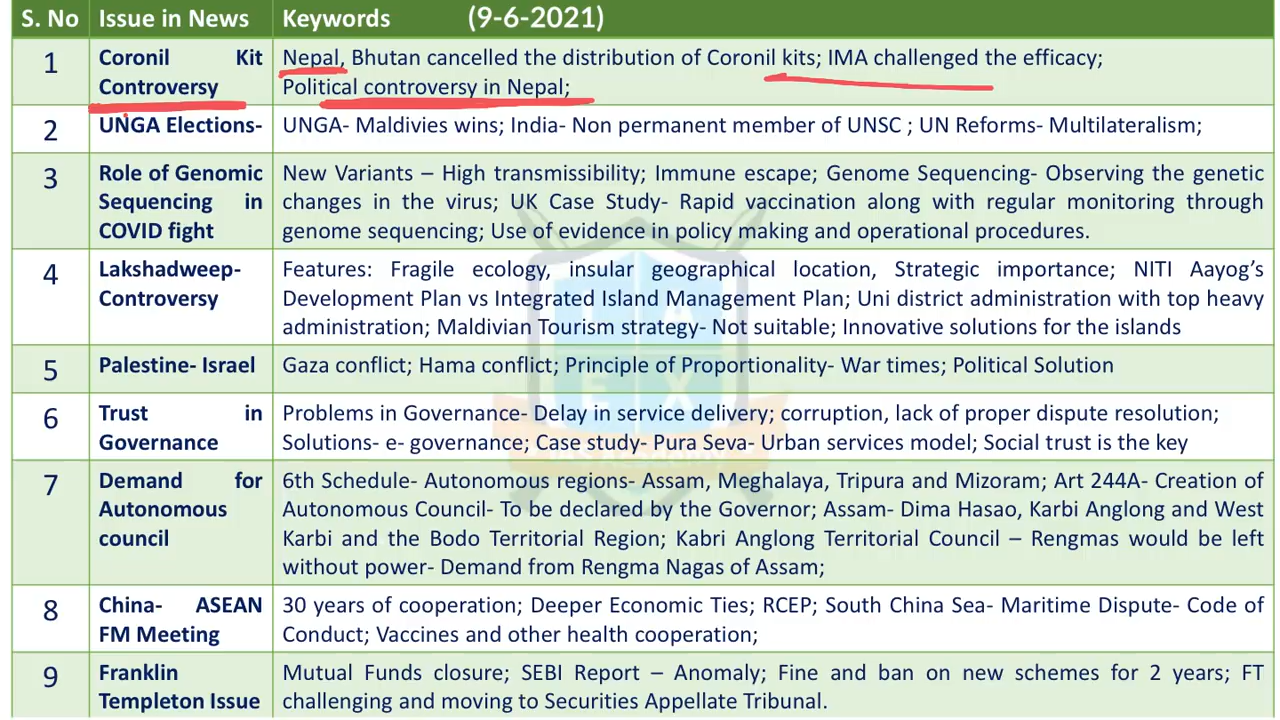 S. No Issue in News Keywords (9-6-2021)
1 Coronil Kit Controversy Nepal, Bhutan cancelled the distribution of Coronil kits; IMA challenged the efficacy;
Political controversy in Nepal;
2 UNGA Elections- UNGA- Maldivies wins; India- Non permanent member of UNSC ; UN Reforms- Multilateralism;
3 Role of Genomic Sequencing in COVID fight New Variants – High transmissibility; Immune escape; Genome Sequencing- Observing the genetic
changes in the virus; UK Case Study- Rapid vaccination along with regular monitoring through
genome sequencing; Use of evidence in policy making and operational procedures.
4 Lakshadweep- Controversy Features: Fragile ecology, insular geographical location, Strategic importance; NITI Aayog's
Development Plan vs Integrated Island Management Plan; Uni district administration with top heavy
administration; Maldivian Tourism strategy- Not suitable; Innovative solutions for the islands
5 Palestine- Israel Gaza conflict; Hama conflict; Principle of Proportionality- War times; Political Solution
6 Trust in Governance Problems in Governance- Delay in service delivery; corruption, lack of proper dispute resolution;
Solutions- e- governance; Case study- Pura Seva- Urban services model; Social trust is the key
7 Demand for Autonomous council 6th Schedule- Autonomous regions- Assam, Meghalaya, Tripura and Mizoram; Art 244A- Creation of
Autonomous Council- To be declared by the Governor; Assam- Dima Hasao, Karbi Anglong and West
Karbi and the Bodo Territorial Region; Kabri Anglong Territorial Council – Rengmas would be left
without power- Demand from Rengma Nagas of Assam;
8 China- ASEAN FM Meeting 30 years of cooperation; Deeper Economic Ties; RCEP; South China Sea- Maritime Dispute- Code of
Conduct; Vaccines and other health cooperation;
9 Franklin Templeton Issue Mutual Funds closure; SEBI Report – Anomaly; Fine and ban on new schemes for 2 years; FT
challenging and moving to Securities Appellate Tribunal.